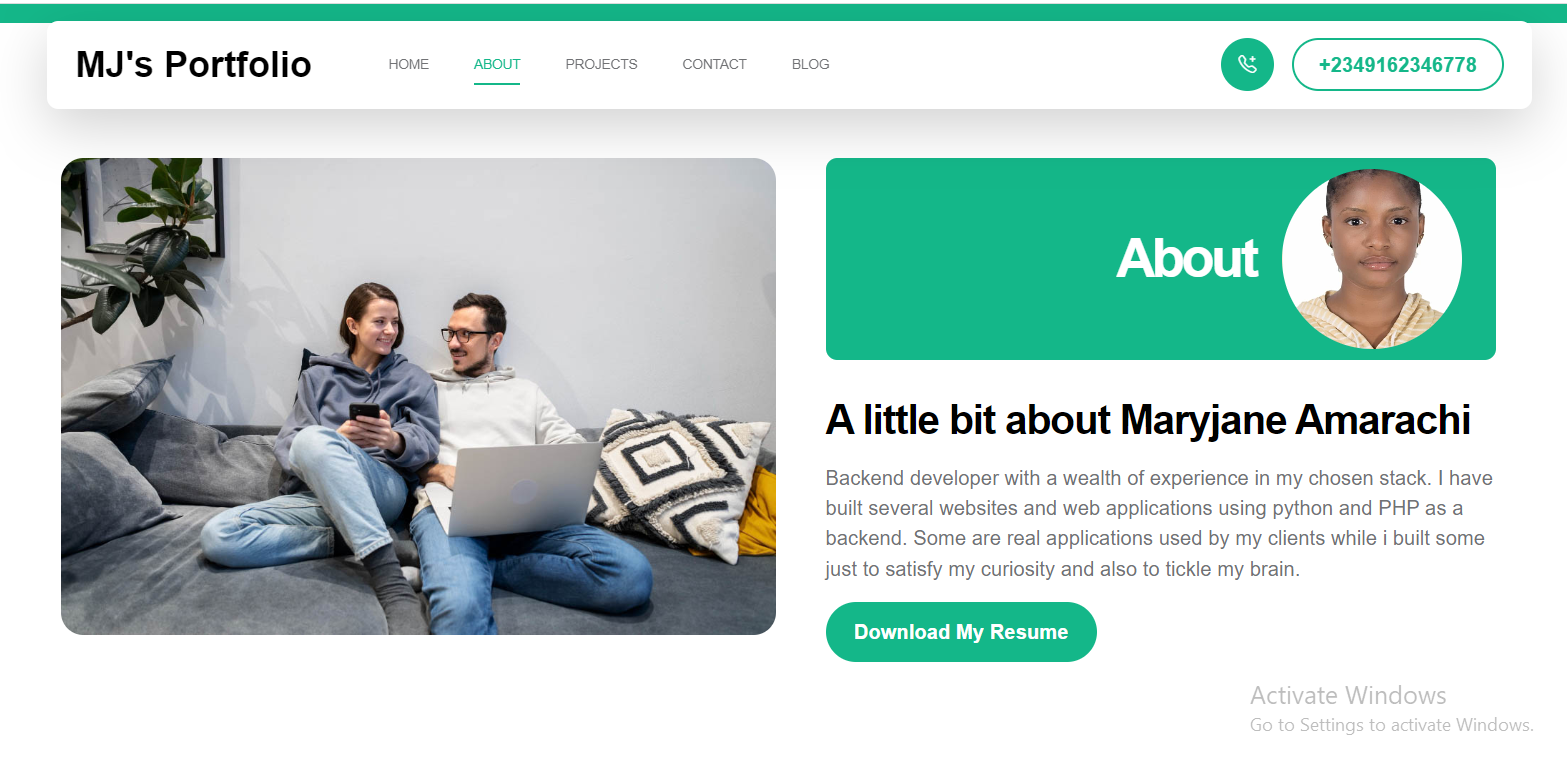 MJ's Portfolio
HOME
ABOUT
PROJECTS
CONTACT
BLOG
+2349162346778
About
A little bit about Maryjane Amarachi
Backend developer with a wealth of experience in my chosen stack. I have
built several websites and web applications using python and PHP as a
backend. Some are real applications used by my clients while i built some
just to satisfy my curiosity and also to tickle my brain.
Download My Resume
Activate Windows
Go to Settings to activate Windows.